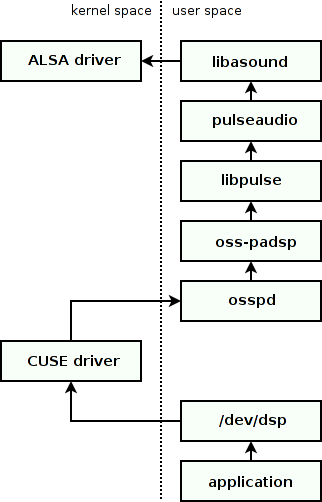 kernel space
user space
ALSA driver
libasound
pulseaudio
libpulse
oss-padsp
osspd
CUSE driver
/dev/dsp
application